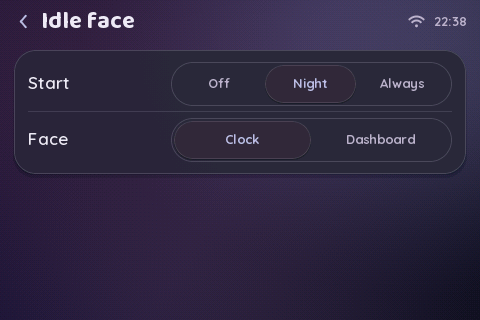 Idle face
22:38
Start
Off
Night
Always
Face
Clock
Dashboard